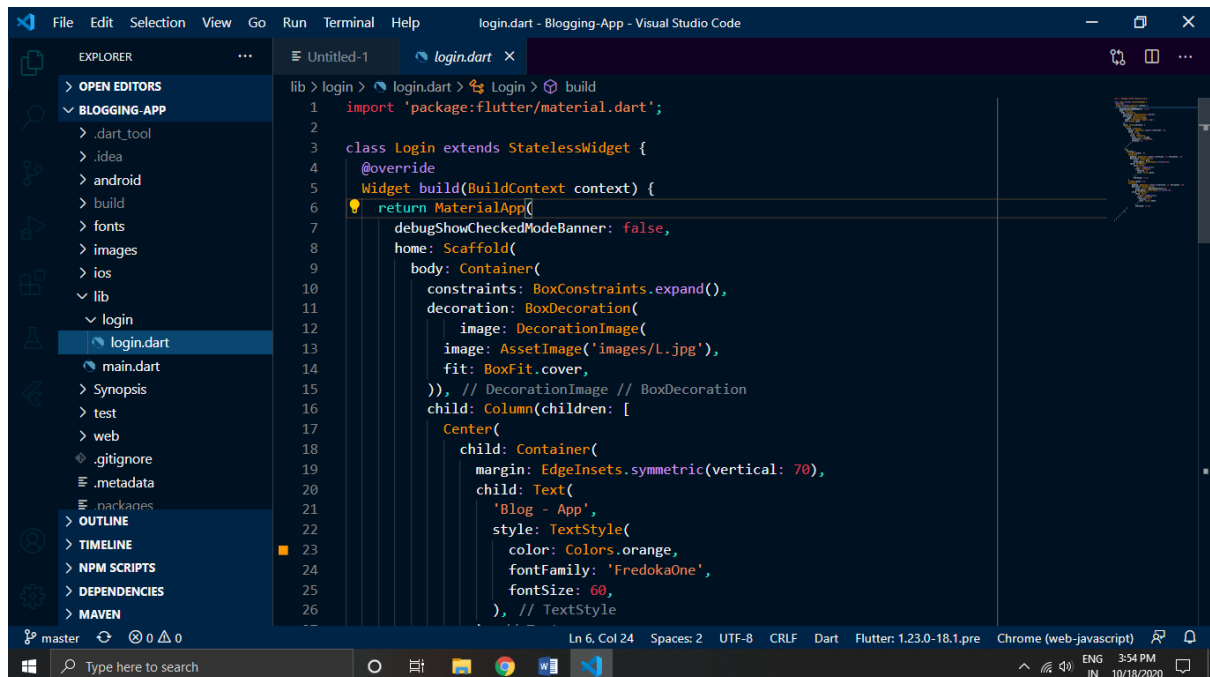 File Edit Selection View Go Run Terminal Help login.dart - Blogging-App - Visual Studio Code
EXPLORER
Untitled-1 login.dart
OPEN EDITORS
BLOGGING-APP
.dart_tool
.idea
android
build
fonts
images
ios
lib
login
login.dart
main.dart
Synopsis
test
web
.gitignore
.metadata
.packages
OUTLINE
TIMELINE
NPM SCRIPTS
DEPENDENCIES
MAVEN
lib > login > login.dart > Login > build
1 import 'package:flutter/material.dart';
2
3 class Login extends StatelessWidget {
4 @override
5 Widget build(BuildContext context) {
6 return MaterialApp(
7 debugShowCheckedModeBanner: false,
8 home: Scaffold(
9 body: Container(
10 constraints: BoxConstraints.expand(),
11 decoration: BoxDecoration(
12 image: DecorationImage(
13 image: AssetImage('images/L.jpg'),
14 fit: BoxFit.cover,
15 )), // DecorationImage // BoxDecoration
16 child: Column(children: [
17 Center(
18 child: Container(
19 margin: EdgeInsets.symmetric(vertical: 70),
20 child: Text(
21 'Blog - App',
22 style: TextStyle(
23 color: Colors.orange,
24 fontFamily: 'FredokaOne',
25 fontSize: 60,
26 ), // TextStyle
master 0 0 Ln 6, Col 24 Spaces: 2 UTF-8 CRLF Dart Flutter: 1.23.0-18.1.pre Chrome (web-javascript)
Type here to search
ENG 3:54 PM
IN 10/18/2020